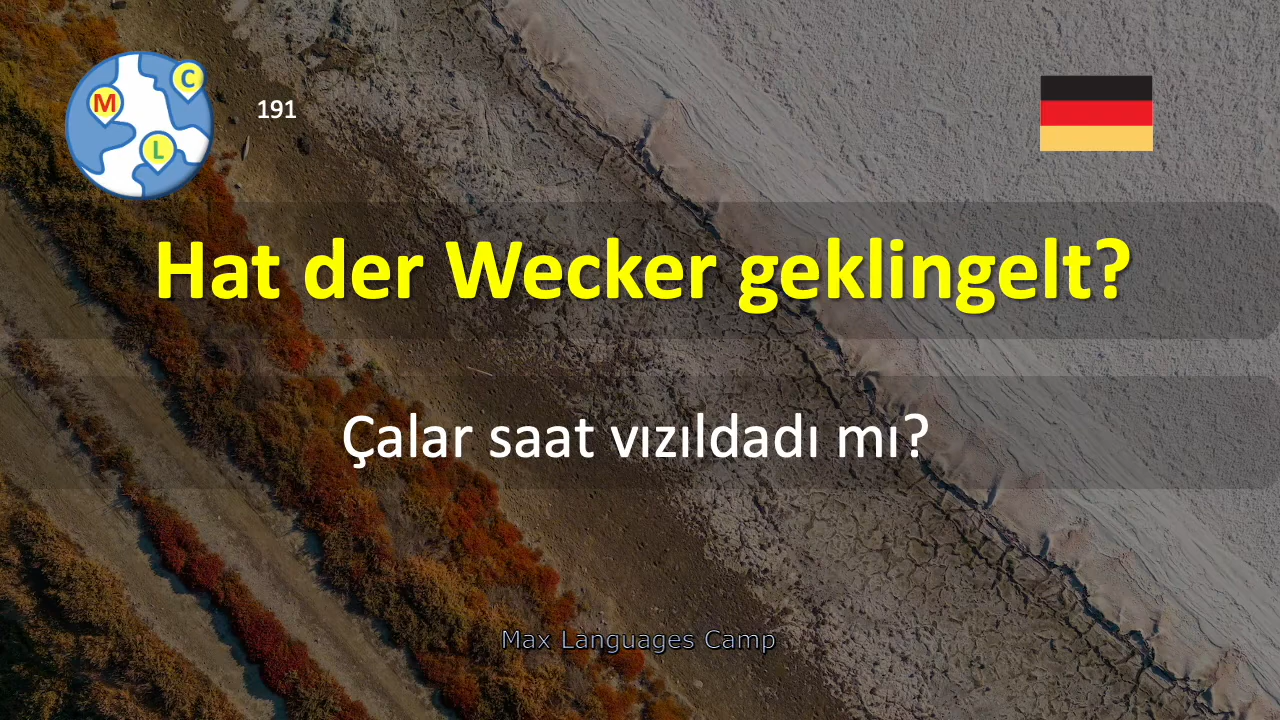 M
C
L
191
Hat der Wecker geklingelt?
Çalar saat vızıldadı mı?
Max Languages Camp